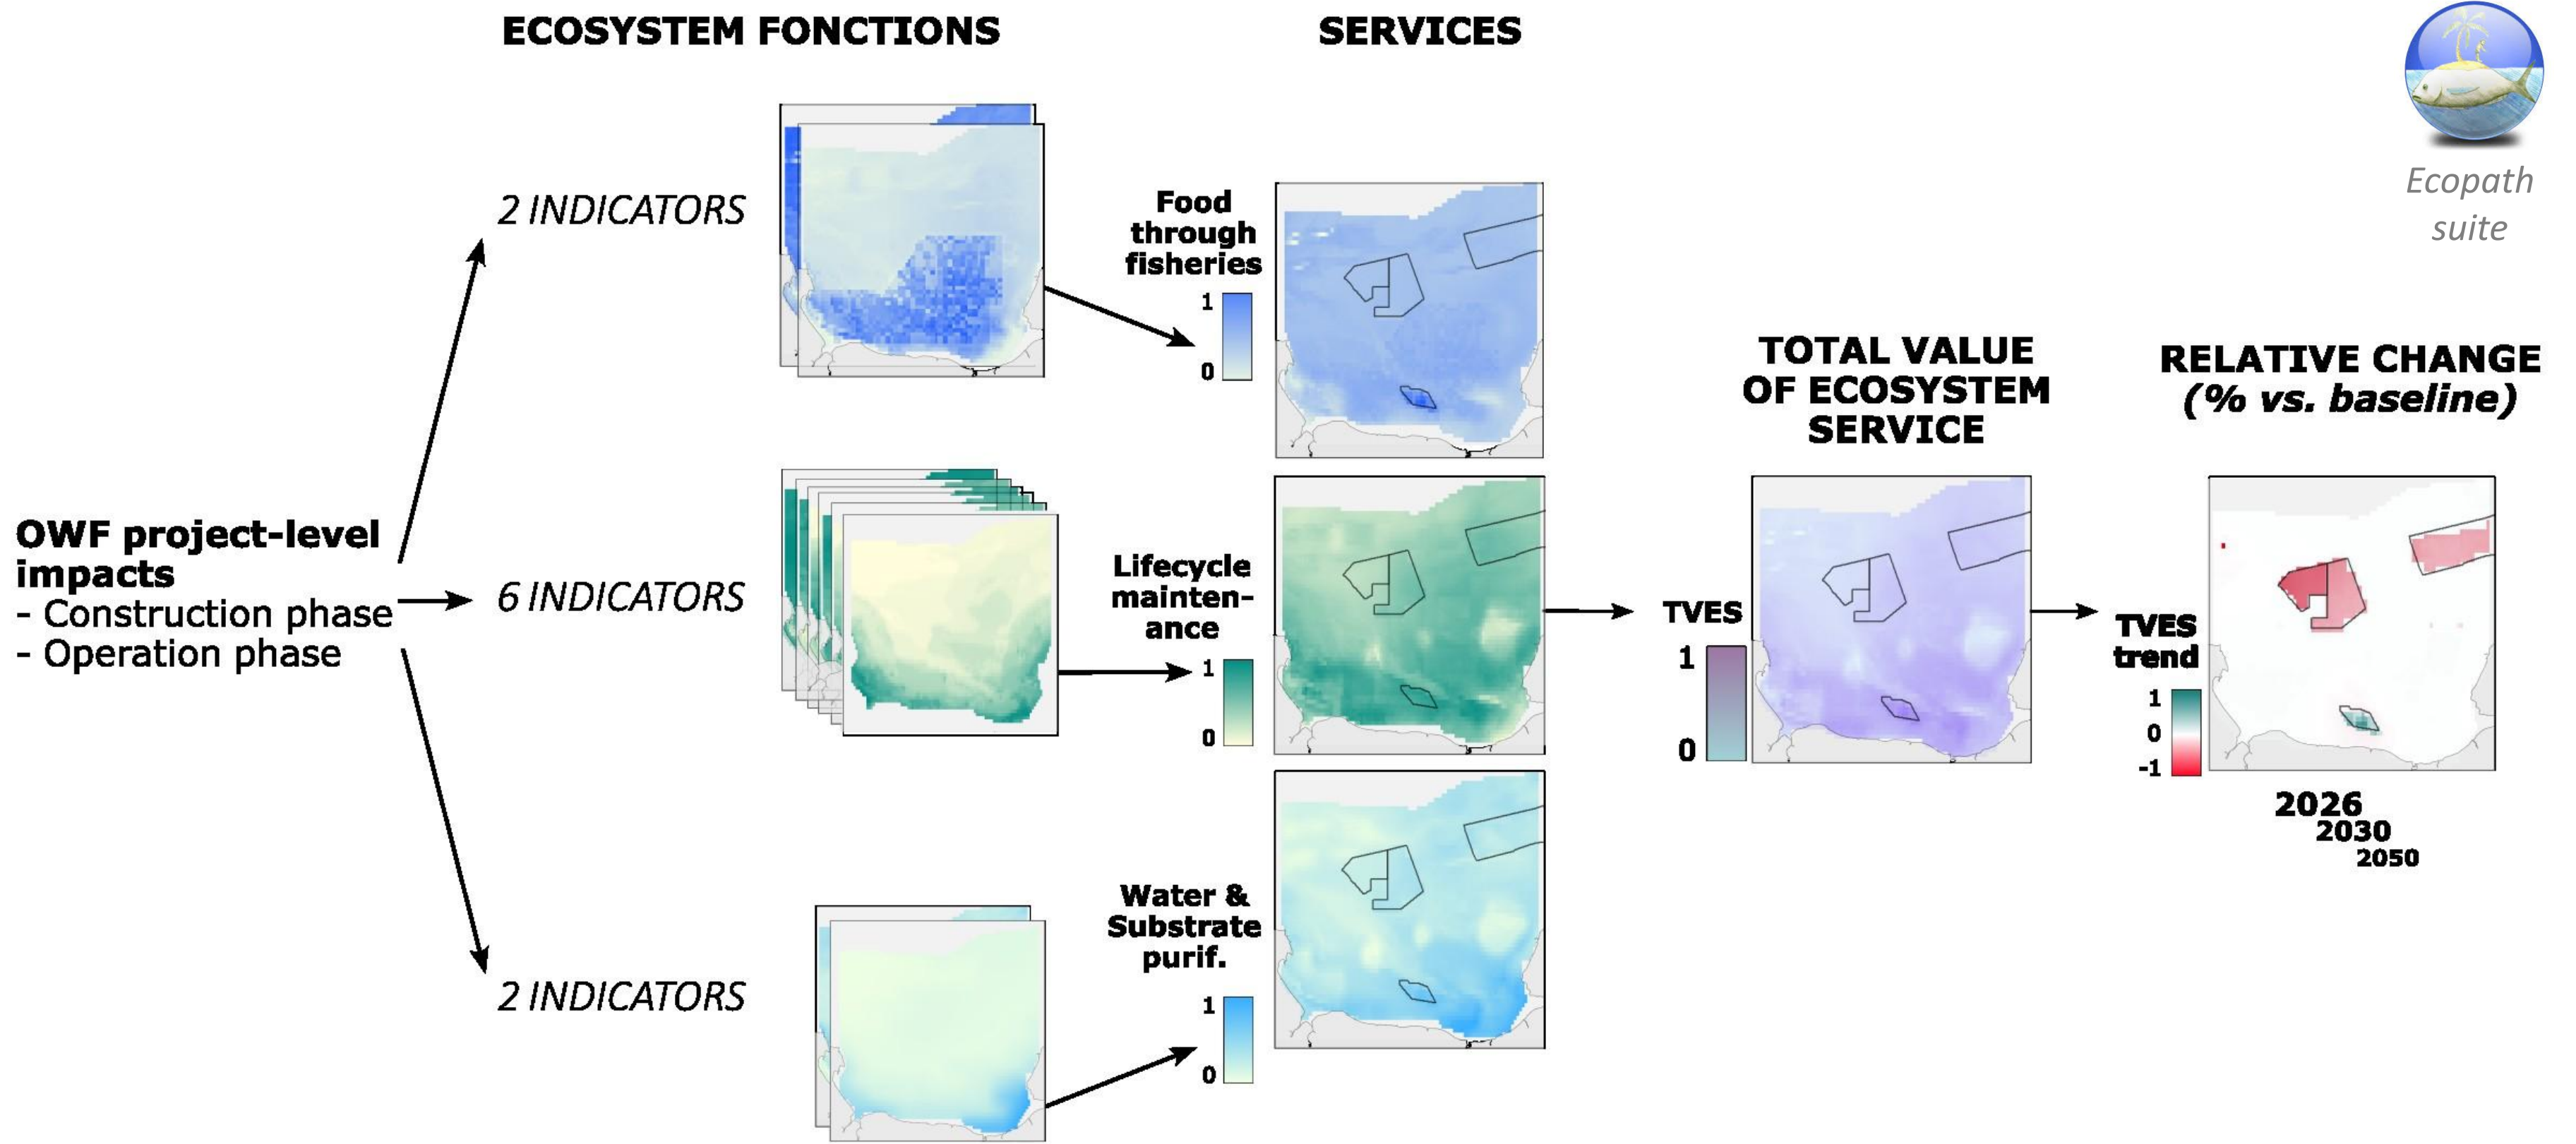 ECOSYSTEM FONCTIONS
SERVICES
Ecopath
suite
2 INDICATORS
Food
through
fisheries
1
0
TOTAL VALUE
OF ECOSYSTEM
SERVICE
RELATIVE CHANGE
(% vs. baseline)
OWF project-level
impacts
- Construction phase
- Operation phase
6 INDICATORS
Lifecycle
mainten-
ance
1
0
TVES
1
0
TVES
trend
1
0
-1
2026
2030
2050
2 INDICATORS
Water &
Substrate
purif.
1
0